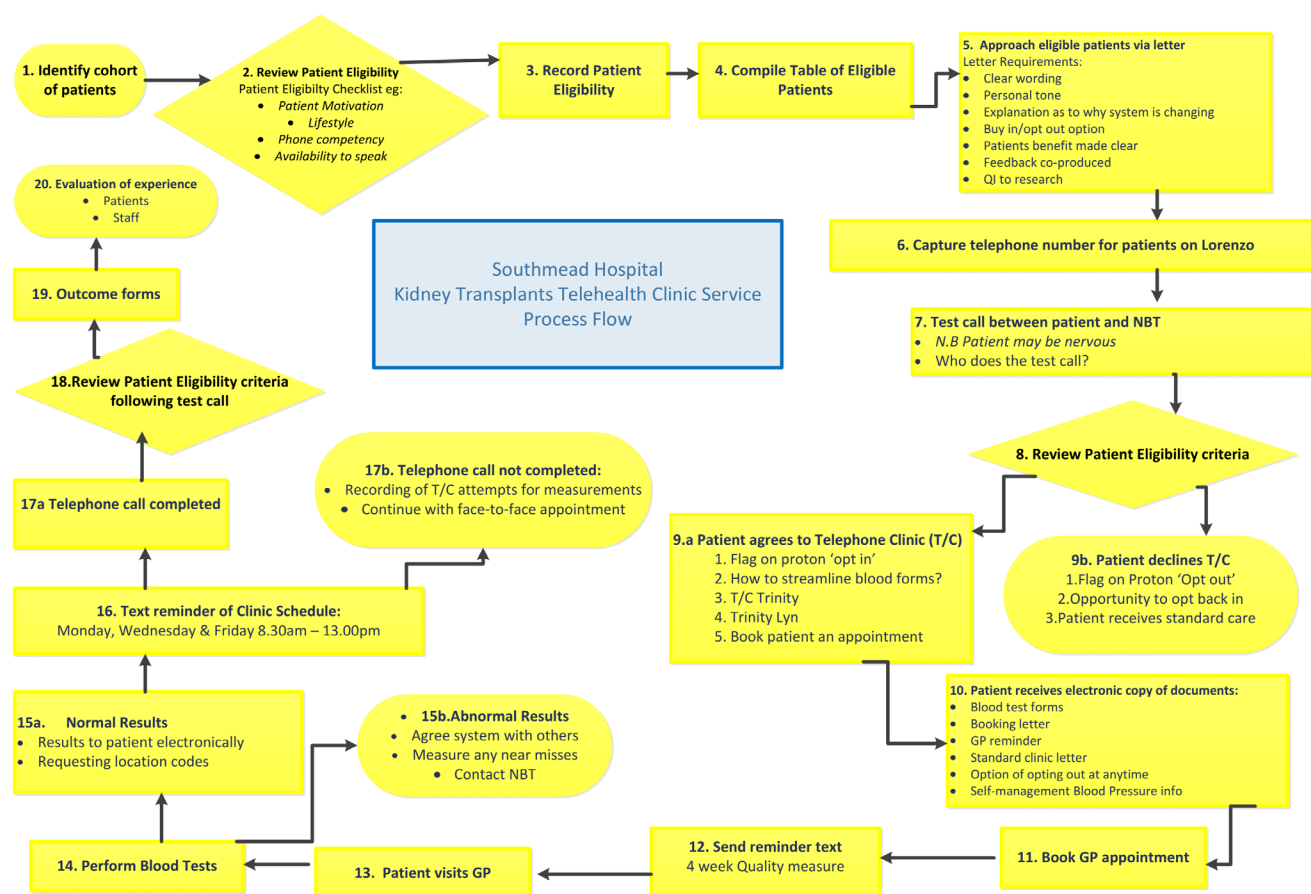 1. Identify cohort
of patients
2. Review Patient Eligibility
Patient Eligibilty Checklist eg:
• Patient Motivation
• Lifestyle
• Phone competency
• Availability to speak
3. Record Patient
Eligibility
4. Compile Table of Eligible
Patients
5. Approach eligible patients via letter
Letter Requirements:
• Clear wording
• Personal tone
• Explanation as to why system is changing
• Buy in/opt out option
• Patients benefit made clear
• Feedback co-produced
• QI to research
Southmead Hospital
Kidney Transplants Telehealth Clinic Service
Process Flow
6. Capture telephone number for patients on Lorenzo
7. Test call between patient and NBT
• N.B Patient may be nervous
• Who does the test call?
8. Review Patient Eligibility criteria
9.a Patient agrees to Telephone Clinic (T/C)
1. Flag on proton ‘opt in’
2. How to streamline blood forms?
3. T/C Trinity
4. Trinity Lyn
5. Book patient an appointment
9b. Patient declines T/C
1.Flag on Proton ‘Opt out’
2.Opportunity to opt back in
3.Patient receives standard care
10. Patient receives electronic copy of documents:
• Blood test forms
• Booking letter
• GP reminder
• Standard clinic letter
• Option of opting out at anytime
• Self-management Blood Pressure info
11. Book GP appointment
12. Send reminder text
4 week Quality measure
13. Patient visits GP
14. Perform Blood Tests
15a. Normal Results
• Results to patient electronically
• Requesting location codes
• 15b.Abnormal Results
• Agree system with others
• Measure any near misses
• Contact NBT
16. Text reminder of Clinic Schedule:
Monday, Wednesday & Friday 8.30am – 13.00pm
17a Telephone call completed
17b. Telephone call not completed:
• Recording of T/C attempts for measurements
• Continue with face-to-face appointment
18.Review Patient Eligibility criteria
following test call
19. Outcome forms
20. Evaluation of experience
• Patients
• Staff